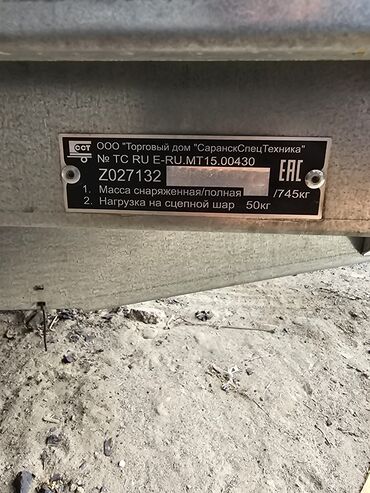 ССТ ООО "Торговый дом "СаранскСпецТехника"
№ ТС RU E-RU.МТ15.00430
EAC
Z027132
1. Масса снаряженная/полная /745кг
2. Нагрузка на сцепной шар 50кг